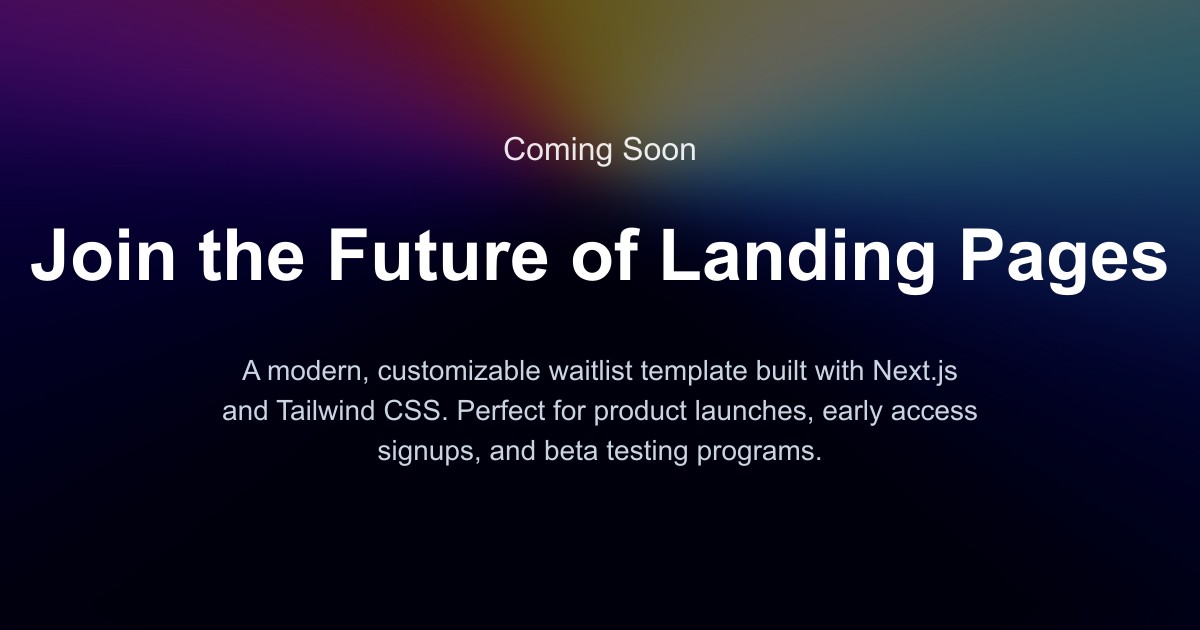 Coming Soon
Join the Future of Landing Pages
A modern, customizable waitlist template built with Next.js
and Tailwind CSS. Perfect for product launches, early access
signups, and beta testing programs.